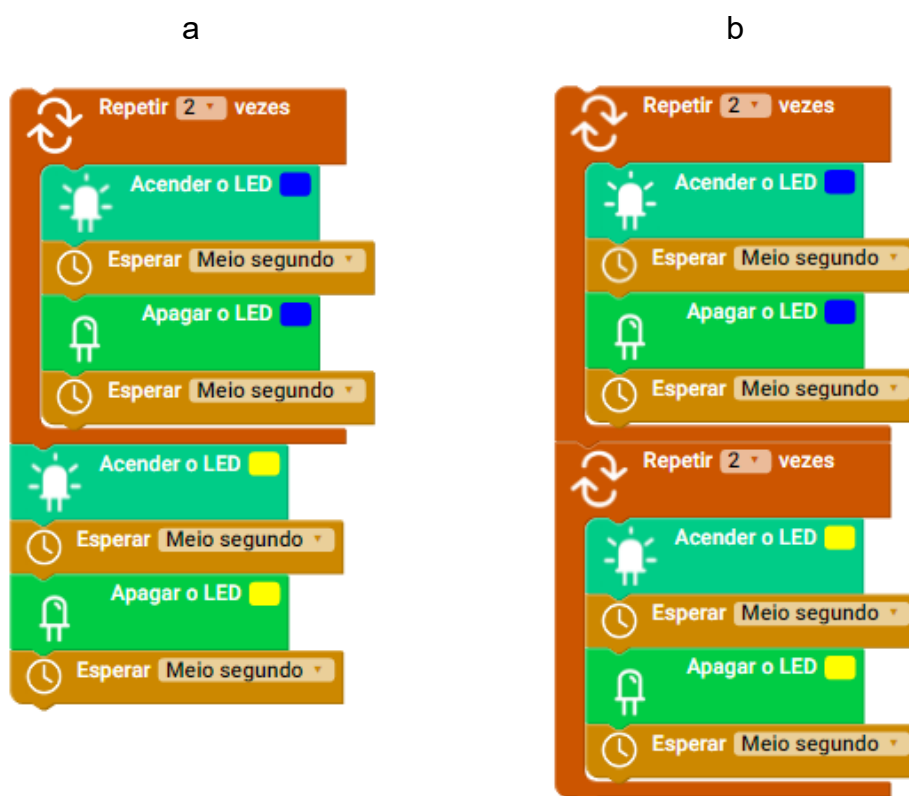 a
Repetir 2 vezes
Acender o LED
Esperar Meio segundo
Apagar o LED
Esperar Meio segundo
Acender o LED
Esperar Meio segundo
Apagar o LED
Esperar Meio segundo
b
Repetir 2 vezes
Acender o LED
Esperar Meio segundo
Apagar o LED
Esperar Meio segundo
Repetir 2 vezes
Acender o LED
Esperar Meio segundo
Apagar o LED
Esperar Meio segundo